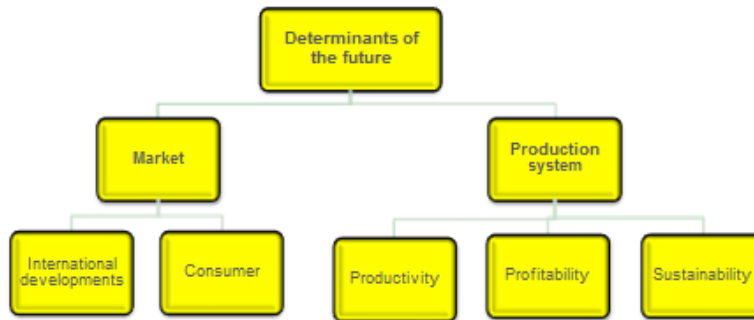 Determinants of
the future
Market
Production
system
International
developments
Consumer
Productivity
Profitability
Sustainability